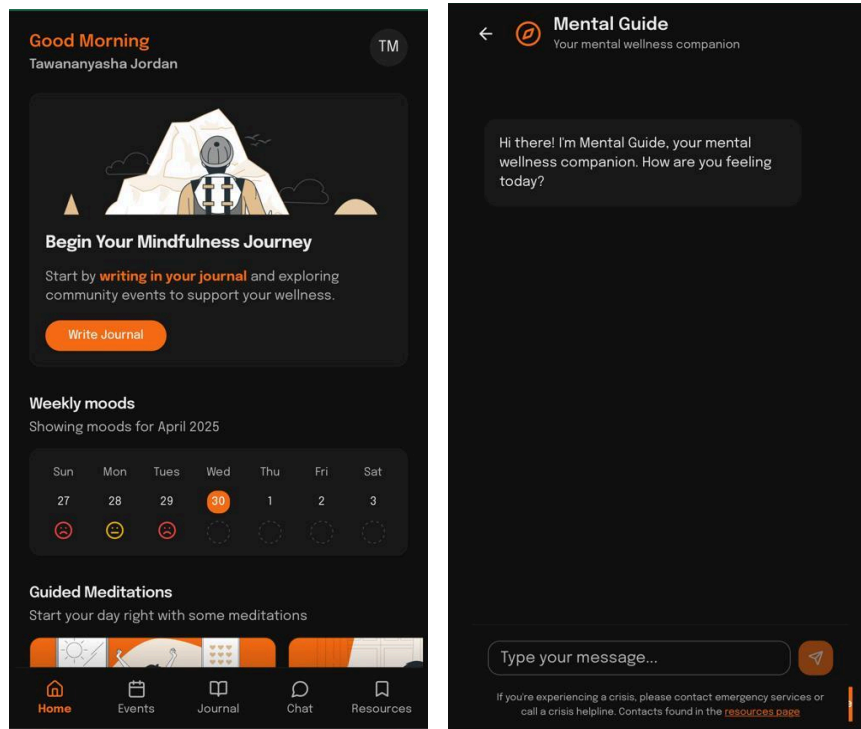 Good Morning
Tawananyasha Jordan
TM
Begin Your Mindfulness Journey
Start by writing in your journal and exploring
community events to support your wellness.
Write Journal
Weekly moods
Showing moods for April 2025
Sun Mon Tues Wed Thu Fri Sat
27 28 29 30 1 2 3
Guided Meditations
Start your day right with some meditations
Home Events Journal Chat Resources
Mental Guide
Your mental wellness companion
Hi there! I'm Mental Guide, your mental
wellness companion. How are you feeling
today?
Type your message...
If you're experiencing a crisis, please contact emergency services or
call a crisis helpline. Contacts found in the resources page